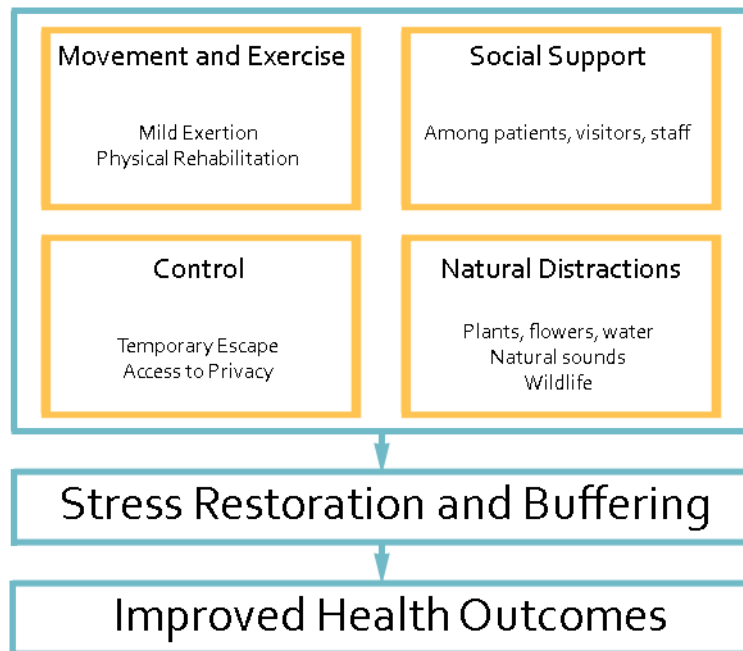 Movement and Exercise
Mild Exertion
Physical Rehabilitation
Social Support
Among patients, visitors, staff
Control
Temporary Escape
Access to Privacy
Natural Distractions
Plants, flowers, water
Natural sounds
Wildlife
Stress Restoration and Buffering
Improved Health Outcomes